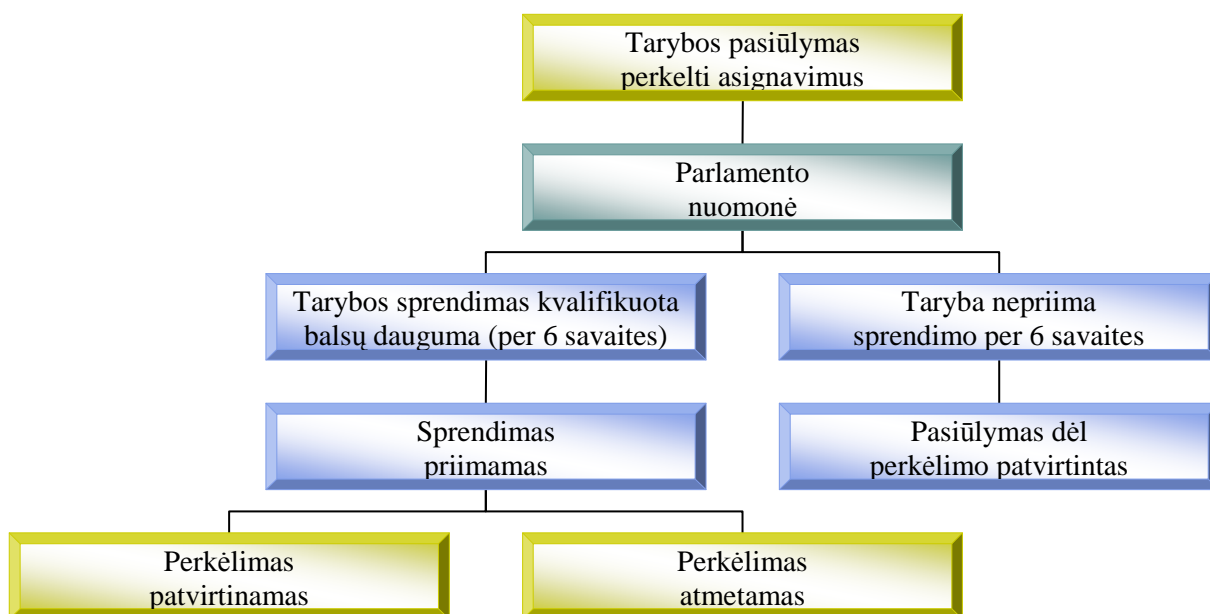 Tarybos pasiūlymas
perkelti asignavimus
Parlamento
nuomonė
Tarybos sprendimas kvalifikuota
balsų dauguma (per 6 savaites)
Taryba nepriima
sprendimo per 6 savaites
Sprendimas
priimamas
Pasiūlymas dėl
perkėlimo patvirtintas
Perkėlimas
patvirtinamas
Perkėlimas
atmetamas